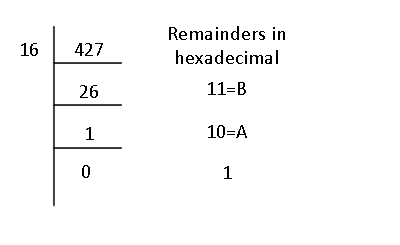 Remainders in
hexadecimal
16 427
26 11=B
1 10=A
0 1